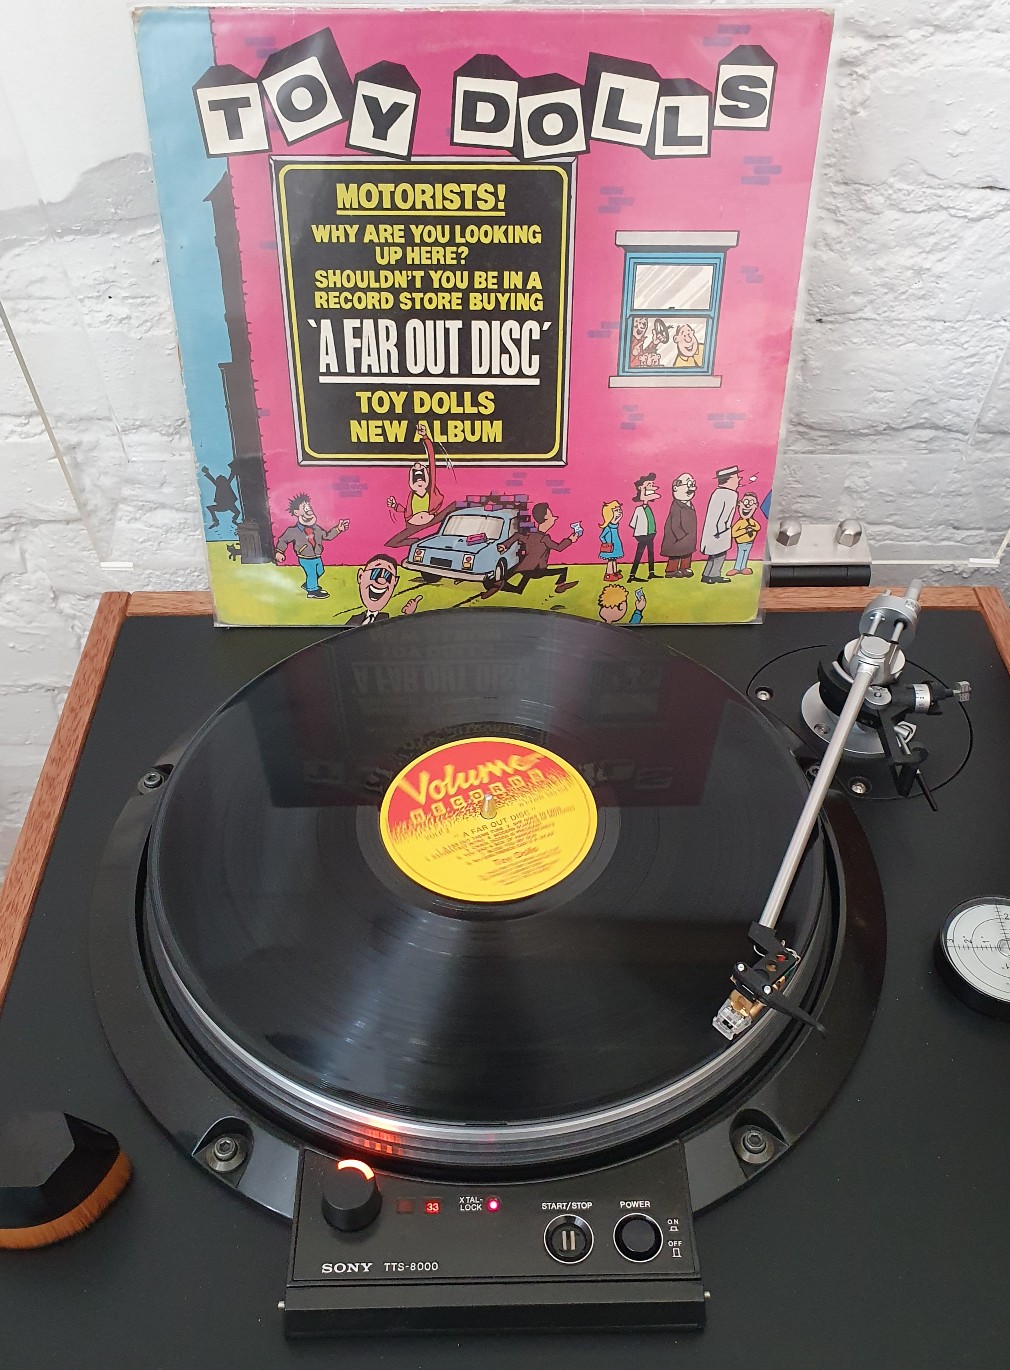 TOY DOLLS
MOTORISTS!
WHY ARE YOU LOOKING
UP HERE?
SHOULDN'T YOU BE IN A
RECORD STORE BUYING
'A FAR OUT DISC'
TOY DOLLS
NEW ALBUM
Volume
RECORDS
"A FAR OUT DISC"
Toy Dolls
33
XTAL-
LOCK
START/STOP
POWER
ON
OFF
SONY TTS-8000